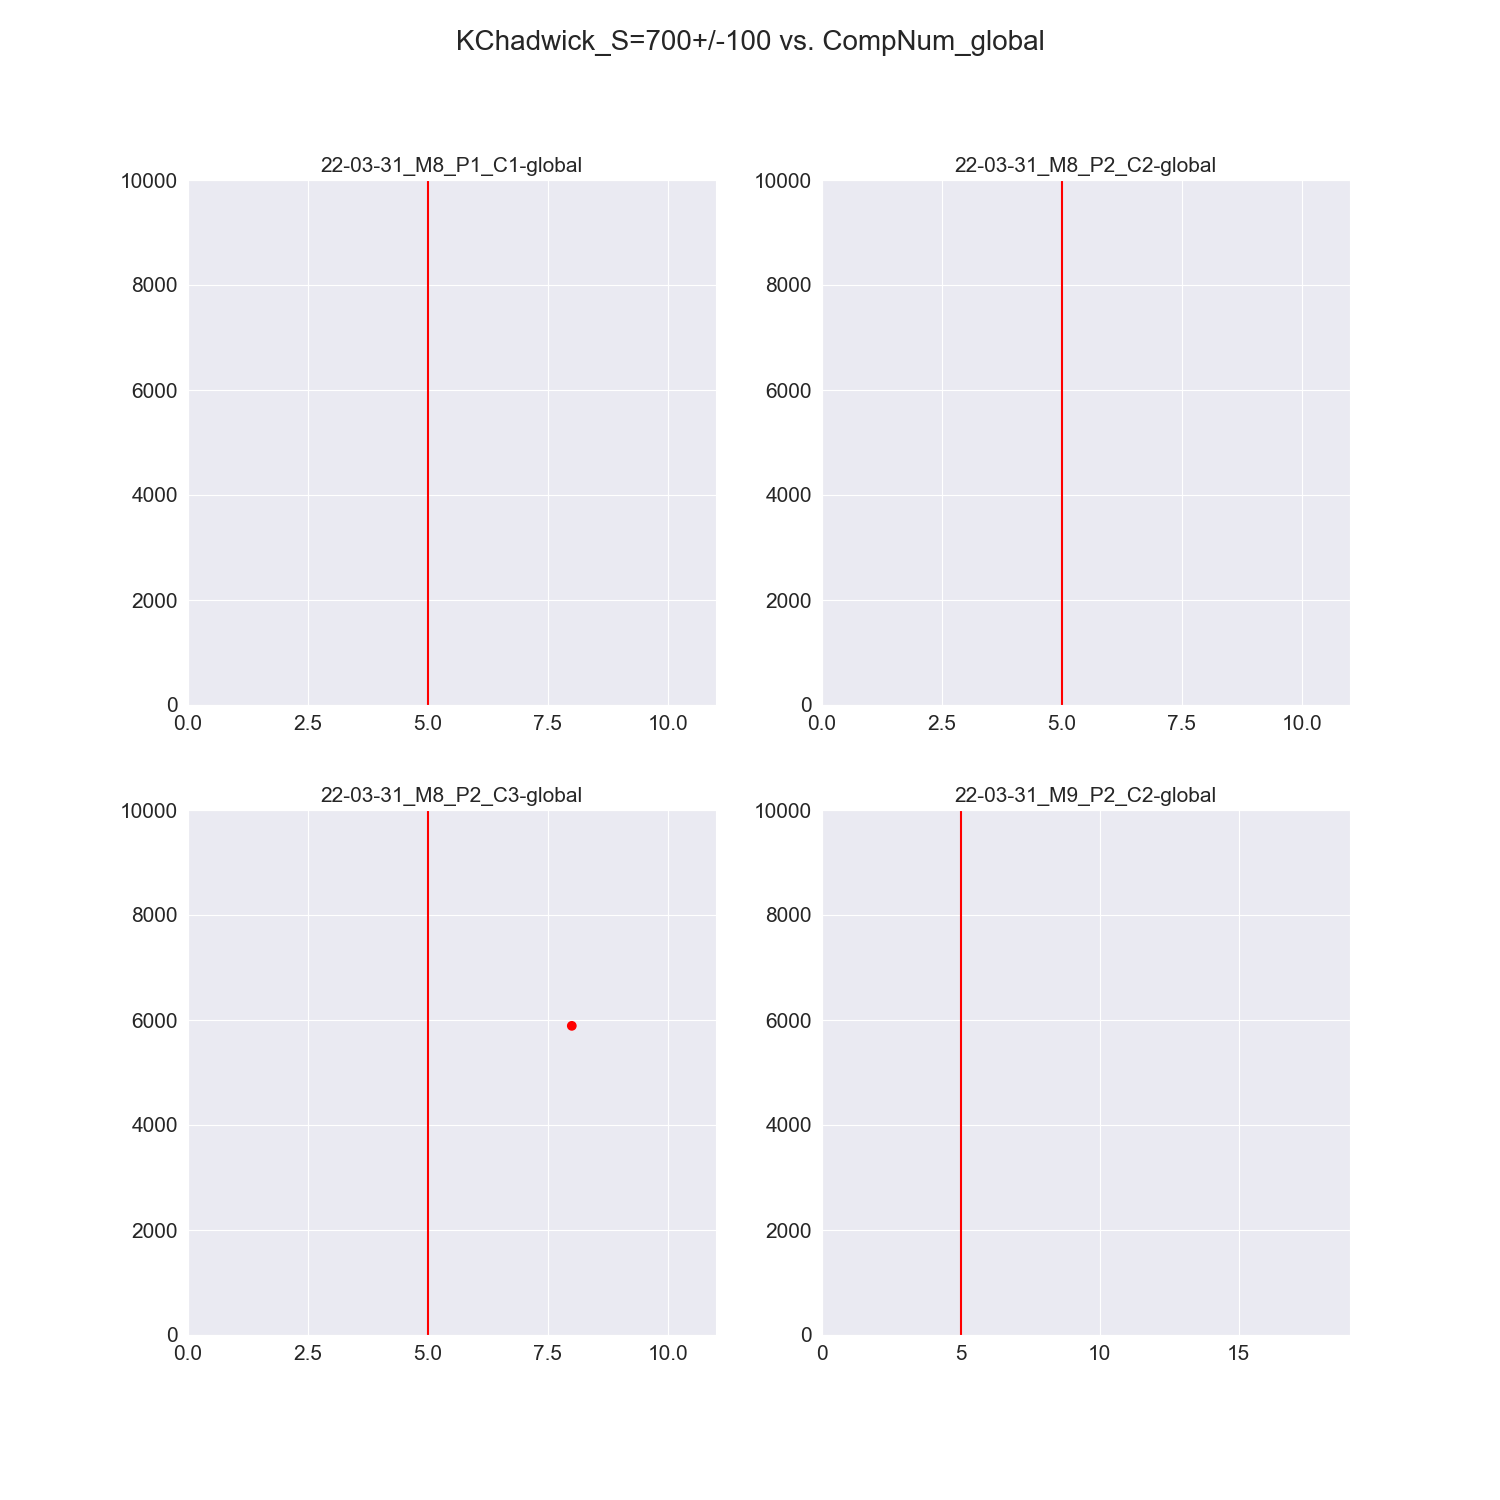 KChadwick_S=700+/-100 vs. CompNum_global
22-03-31_M8_P1_C1-global
10000
8000
6000
4000
2000
0
0.0 2.5 5.0 7.5 10.0
22-03-31_M8_P2_C2-global
10000
8000
6000
4000
2000
0
0.0 2.5 5.0 7.5 10.0
22-03-31_M8_P2_C3-global
10000
8000
6000
4000
2000
0
0.0 2.5 5.0 7.5 10.0
22-03-31_M9_P2_C2-global
10000
8000
6000
4000
2000
0
0 5 10 15